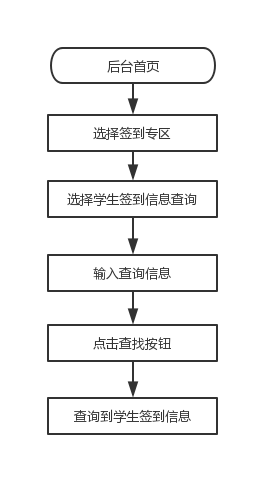 后台首页
选择签到专区
选择学生签到信息查询
输入查询信息
点击查找按钮
查询到学生签到信息